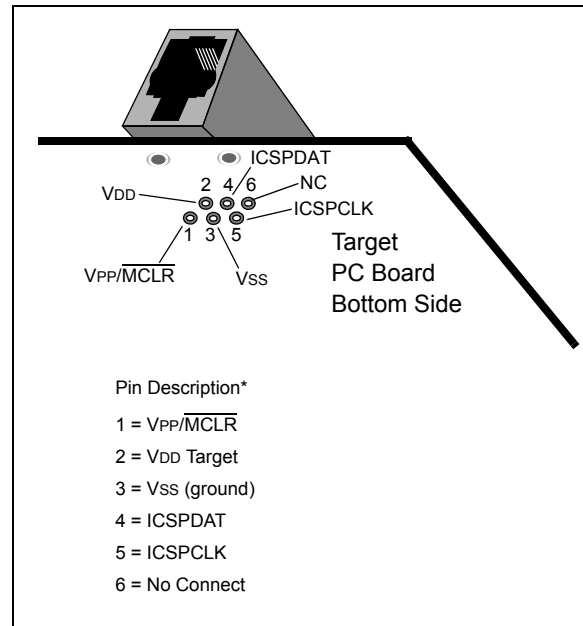 ICSPDAT
VDD 2 4 6 NC
1 3 5 ICSPCLK
VPP/MCLR VSS
Target
PC Board
Bottom Side
Pin Description*
1 = VPP/MCLR
2 = VDD Target
3 = VSS (ground)
4 = ICSPDAT
5 = ICSPCLK
6 = No Connect